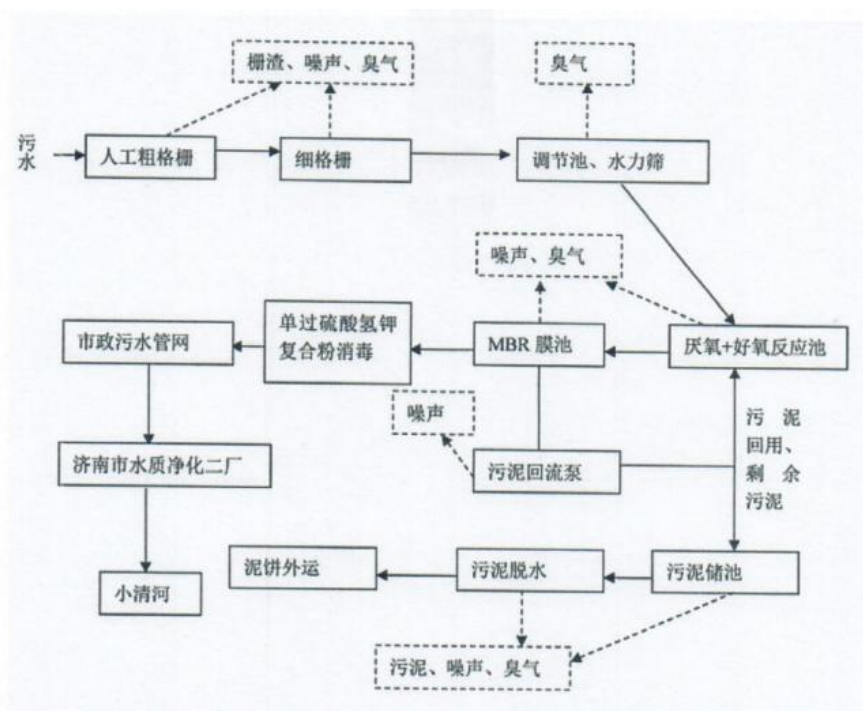 栅渣、噪声、臭气
臭气
污
水
人工粗格栅
细格栅
调节池、水力筛
噪声、臭气
市政污水管网
单过硫酸氢钾
复合粉消毒
MBR 膜池
厌氧+好氧反应池
噪声
污泥
回用、
剩余
污泥
济南市水质净化二厂
污泥回流泵
小清河
泥饼外运
污泥脱水
污泥储池
污泥、噪声、臭气